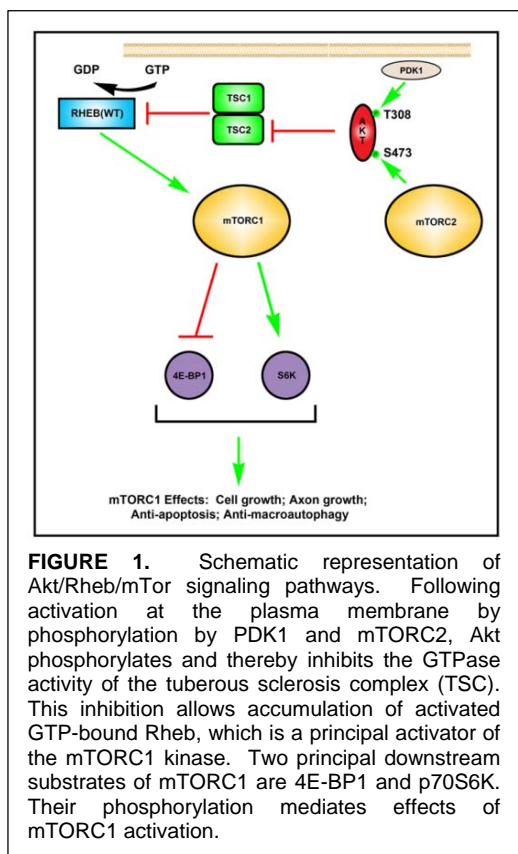 PDK1
GDP GTP
TSC1
RHEB(WT)
TSC2
AKT
T308
S473
mTORC1
mTORC2
4E-BP1
S6K
mTORC1 Effects: Cell growth; Axon growth;
Anti-apoptosis; Anti-macroautophagy
FIGURE 1. Schematic representation of
Akt/Rheb/mTor signaling pathways. Following
activation at the plasma membrane by
phosphorylation by PDK1 and mTORC2, Akt
phosphorylates and thereby inhibits the GTPase
activity of the tuberous sclerosis complex (TSC).
This inhibition allows accumulation of activated
GTP-bound Rheb, which is a principal activator of
the mTORC1 kinase. Two principal downstream
substrates of mTORC1 are 4E-BP1 and p70S6K.
Their phosphorylation mediates effects of
mTORC1 activation.